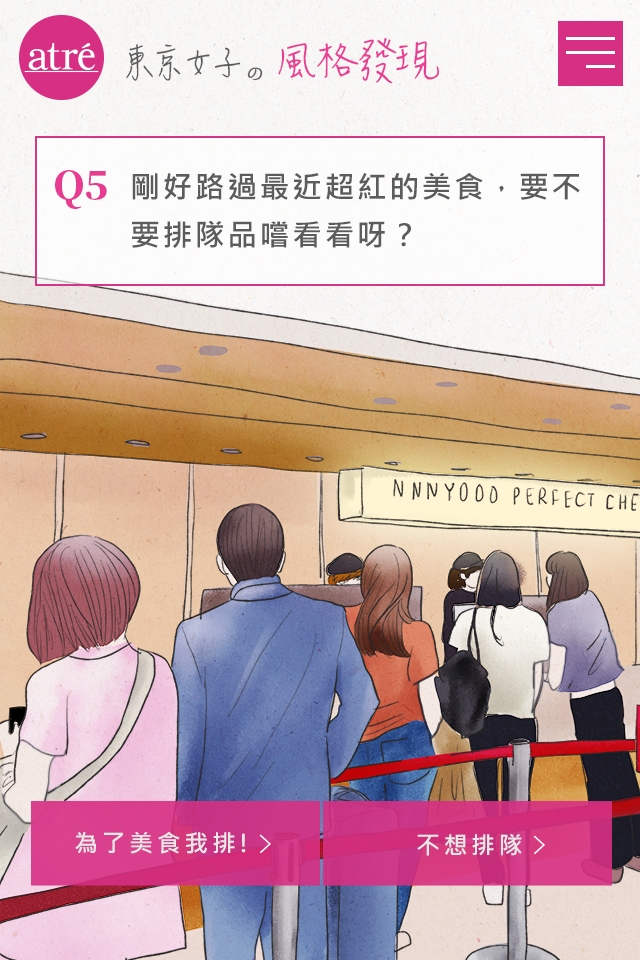 atré
東京女子の 風格發現
Q5 剛好路過最近超紅的美食，要不
要排隊品嚐看看呀？
NNNYOOO PERFECT CHE
為了美食我排!
不想排隊